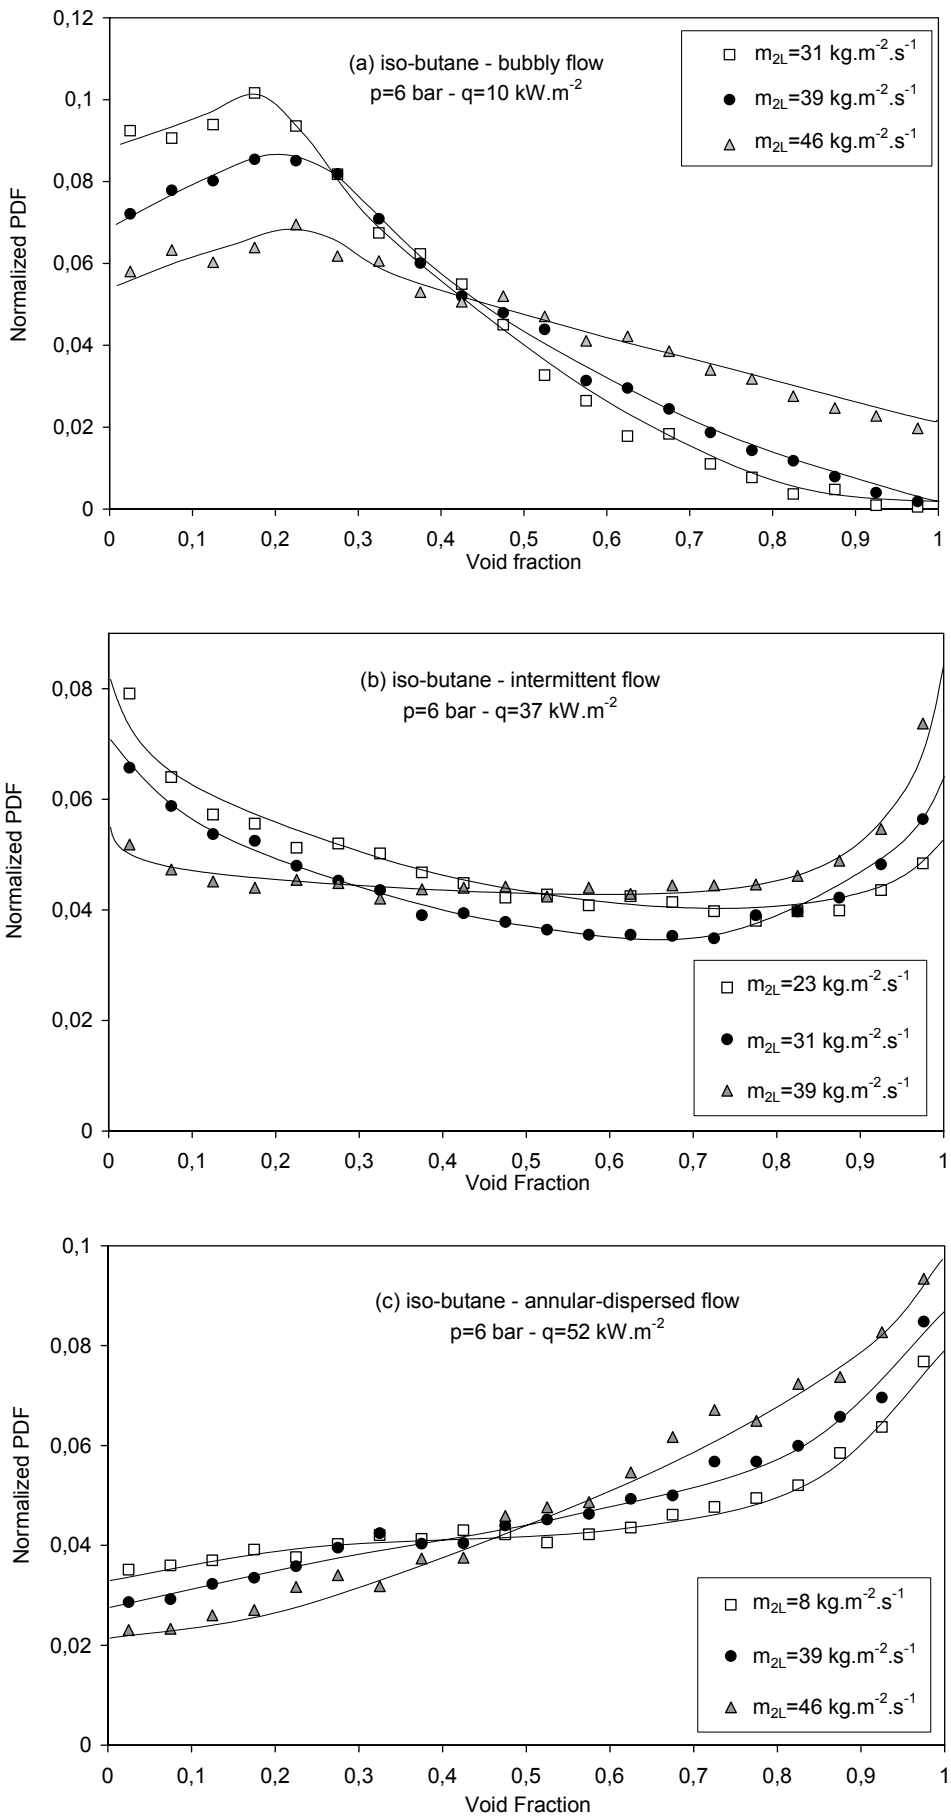 0,12
0,1
0,08
0,06
0,04
0,02
0
Normalized PDF
(a) iso-butane - bubbly flow
p=6 bar - q=10 kW.m⁻²
m₂L=31 kg.m⁻².s⁻¹
m₂L=39 kg.m⁻².s⁻¹
m₂L=46 kg.m⁻².s⁻¹
0 0,1 0,2 0,3 0,4 0,5 0,6 0,7 0,8 0,9 1
Void fraction
0,08
0,06
0,04
0,02
0
Normalized PDF
(b) iso-butane - intermittent flow
p=6 bar - q=37 kW.m⁻²
m₂L=23 kg.m⁻².s⁻¹
m₂L=31 kg.m⁻².s⁻¹
m₂L=39 kg.m⁻².s⁻¹
0 0,1 0,2 0,3 0,4 0,5 0,6 0,7 0,8 0,9 1
Void Fraction
0,1
0,08
0,06
0,04
0,02
0
Normalized PDF
(c) iso-butane - annular-dispersed flow
p=6 bar - q=52 kW.m⁻²
m₂L=8 kg.m⁻².s⁻¹
m₂L=39 kg.m⁻².s⁻¹
m₂L=46 kg.m⁻².s⁻¹
0 0,1 0,2 0,3 0,4 0,5 0,6 0,7 0,8 0,9 1
Void Fraction